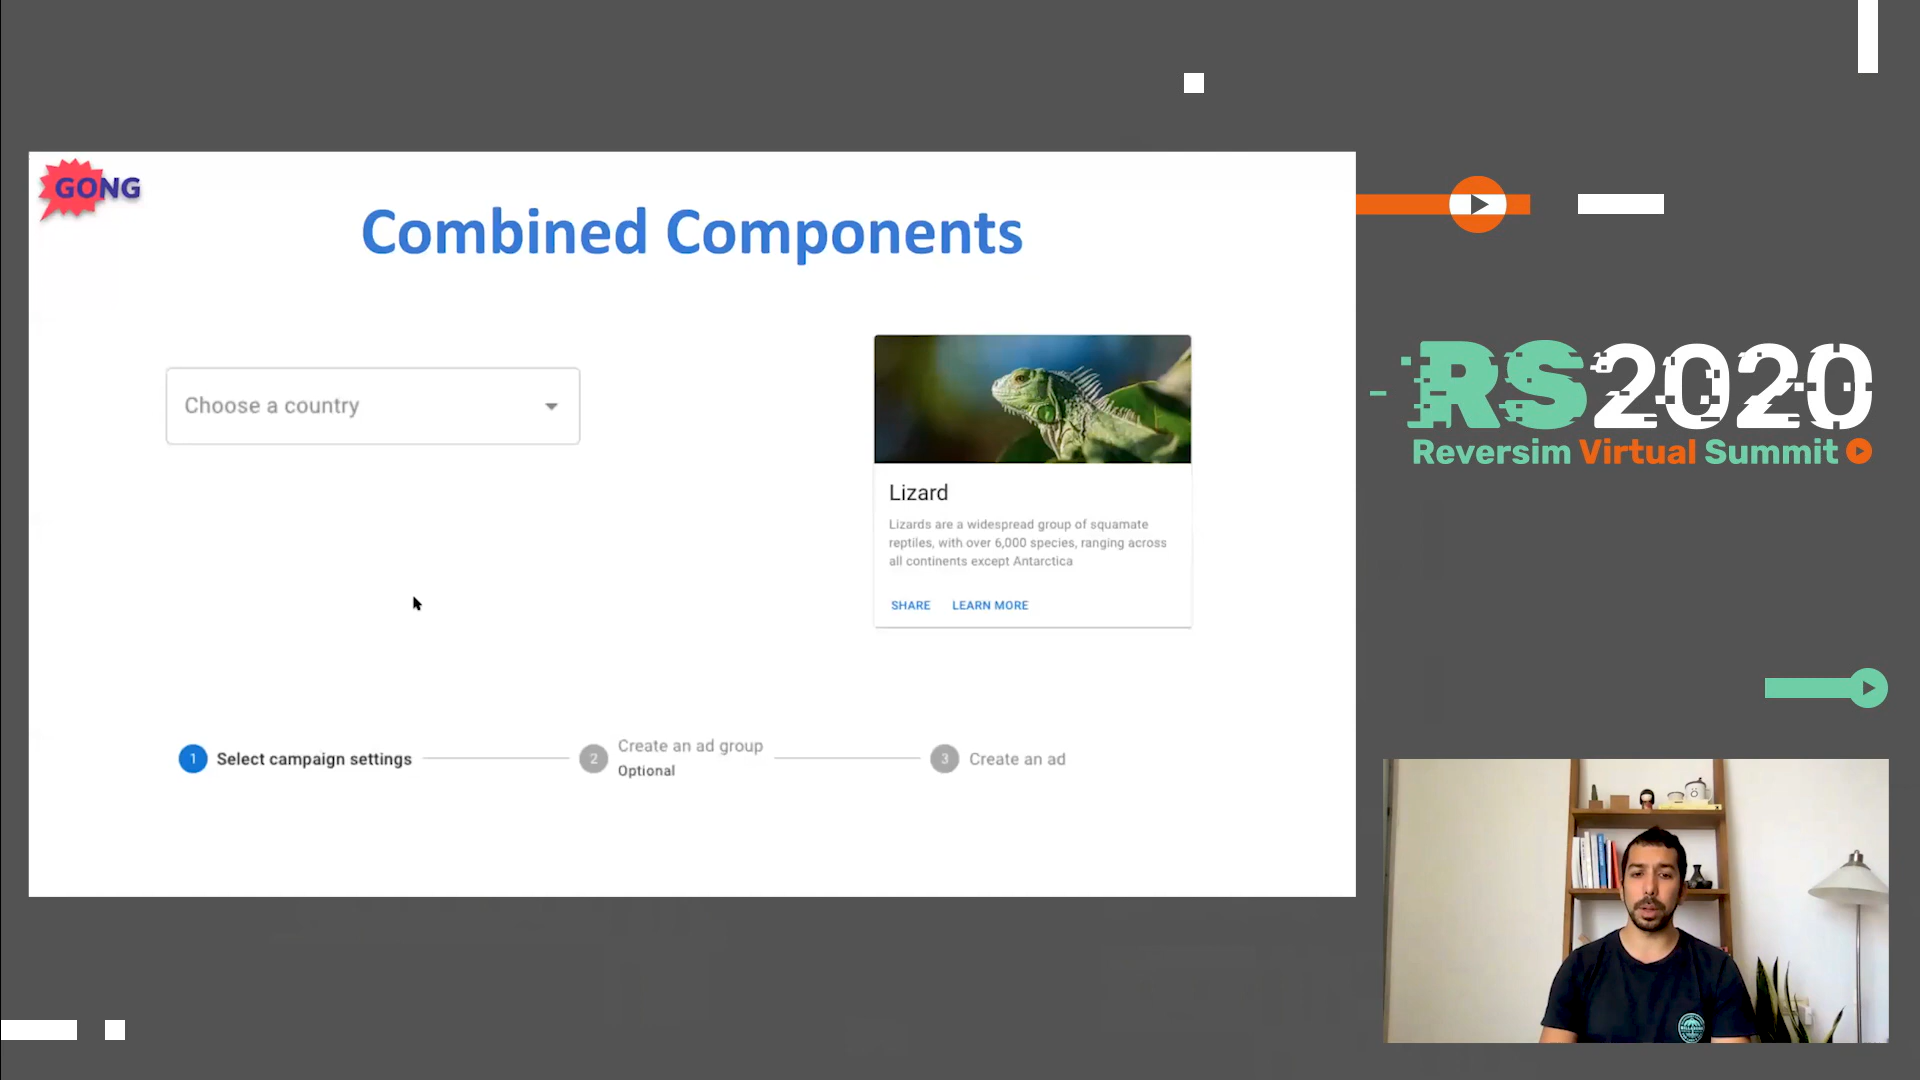 GONG
Combined Components
Choose a country
Lizard
Lizards are a widespread group of squamate
reptiles, with over 6,000 species, ranging across
all continents except Antarctica
SHARE LEARN MORE
1 Select campaign settings
2 Create an ad group
Optional
3 Create an ad
RS2020
Reversim Virtual Summit